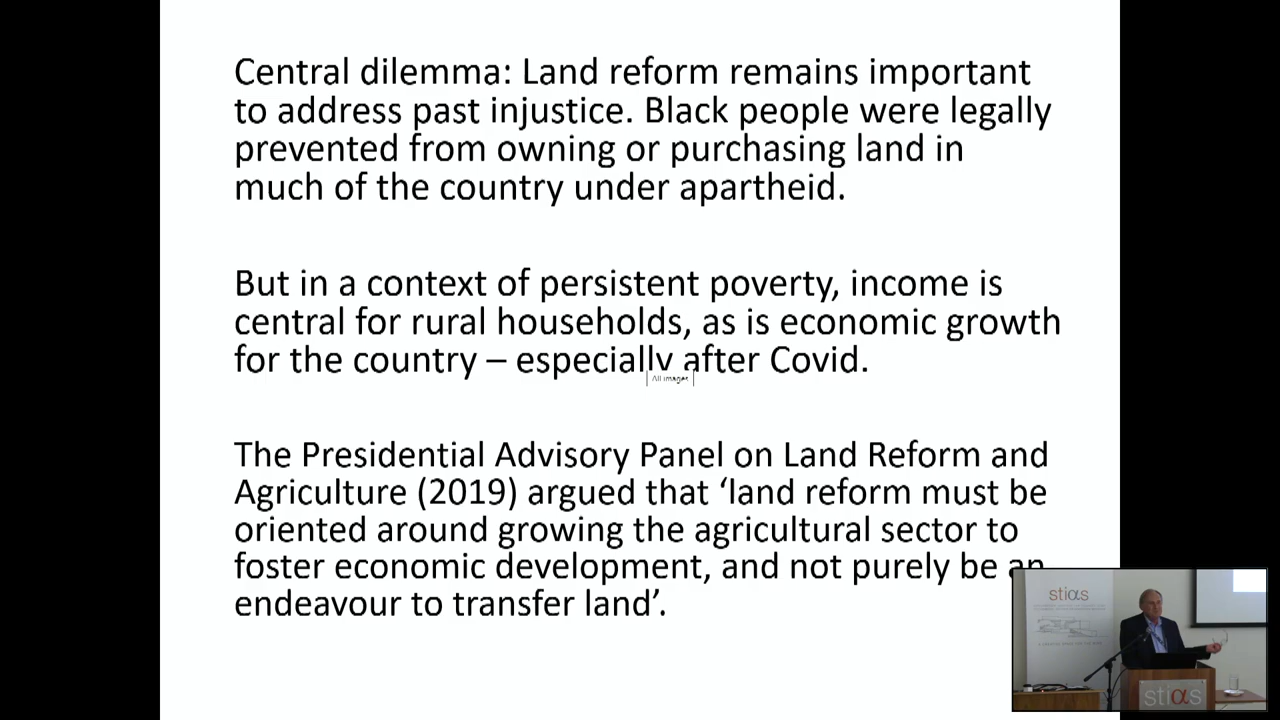 Central dilemma: Land reform remains important
to address past injustice. Black people were legally
prevented from owning or purchasing land in
much of the country under apartheid.
But in a context of persistent poverty, income is
central for rural households, as is economic growth
for the country – especially after Covid.
All images
The Presidential Advisory Panel on Land Reform and
Agriculture (2019) argued that ‘land reform must be
oriented around growing the agricultural sector to
foster economic development, and not purely be an
endeavour to transfer land’.
stias
stias